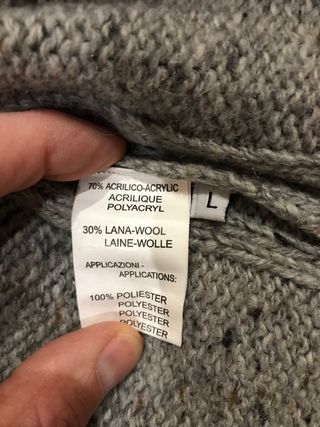 70% ACRILICO-ACRYLIC
ACRILIQUE
POLYACRYL
30% LANA-WOOL
LAINE-WOLLE
APPLICAZIONI -
APPLICATIONS:
100% POLIESTER
POLYESTER
POLYESTER
POLYESTER
L